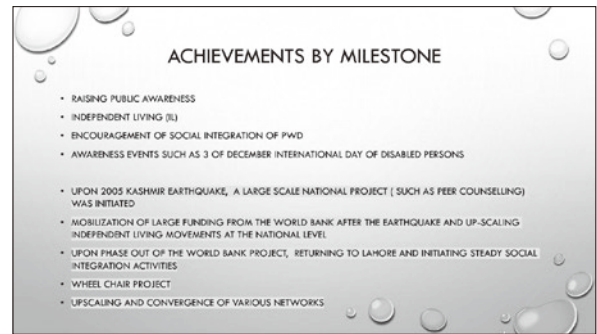 ACHIEVEMENTS BY MILESTONE
• RAISING PUBLIC AWARENESS
• INDEPENDENT LIVING (IL)
• ENCOURAGEMENT OF SOCIAL INTEGRATION OF PWD
• AWARENESS EVENTS SUCH AS 3 OF DECEMBER INTERNATIONAL DAY OF DISABLED PERSONS
• UPON 2005 KASHMIR EARTHQUAKE, A LARGE SCALE NATIONAL PROJECT ( SUCH AS PEER COUNSELLING)
WAS INITIATED
• MOBILIZATION OF LARGE FUNDING FROM THE WORLD BANK AFTER THE EARTHQUAKE AND UP-SCALING
INDEPENDENT LIVING MOVEMENTS AT THE NATIONAL LEVEL
• UPON PHASE OUT OF THE WORLD BANK PROJECT, RETURNING TO LAHORE AND INITIATING STEADY SOCIAL
INTEGRATION ACTIVITIES
• WHEEL CHAIR PROJECT
• UPSCALING AND CONVERGENCE OF VARIOUS NETWORKS